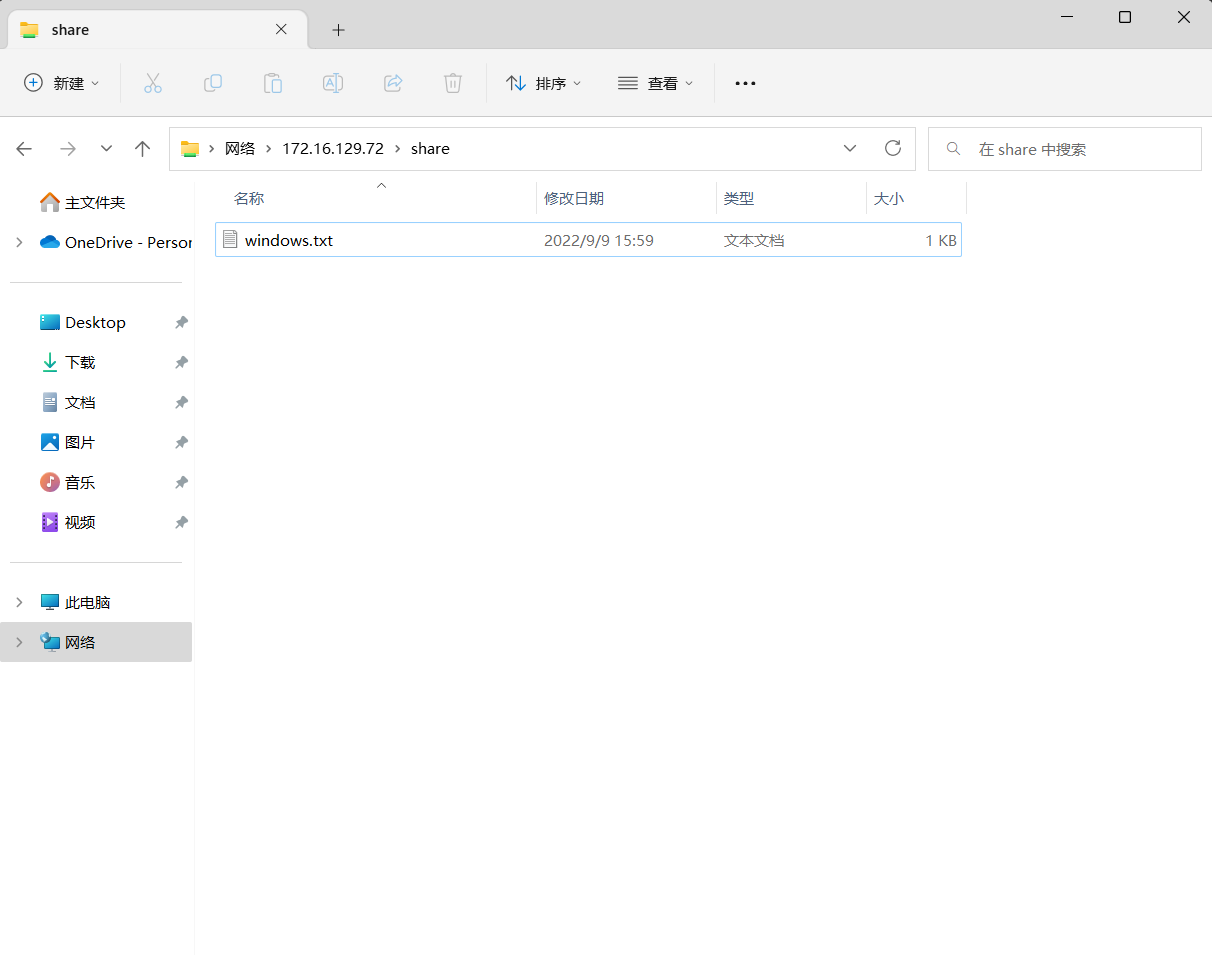 share
新建
排序
查看
网络
172.16.129.72
share
在 share 中搜索
名称
修改日期
类型
大小
windows.txt
2022/9/9 15:59
文本文档
1 KB
主文件夹
OneDrive - Person
Desktop
下载
文档
图片
音乐
视频
此电脑
网络